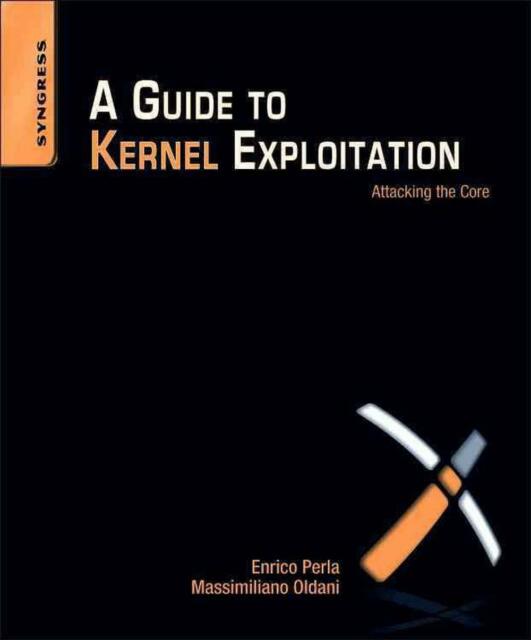 SYNGRESS
A GUIDE TO
KERNEL EXPLOITATION
Attacking the Core
Enrico Perla
Massimiliano Oldani